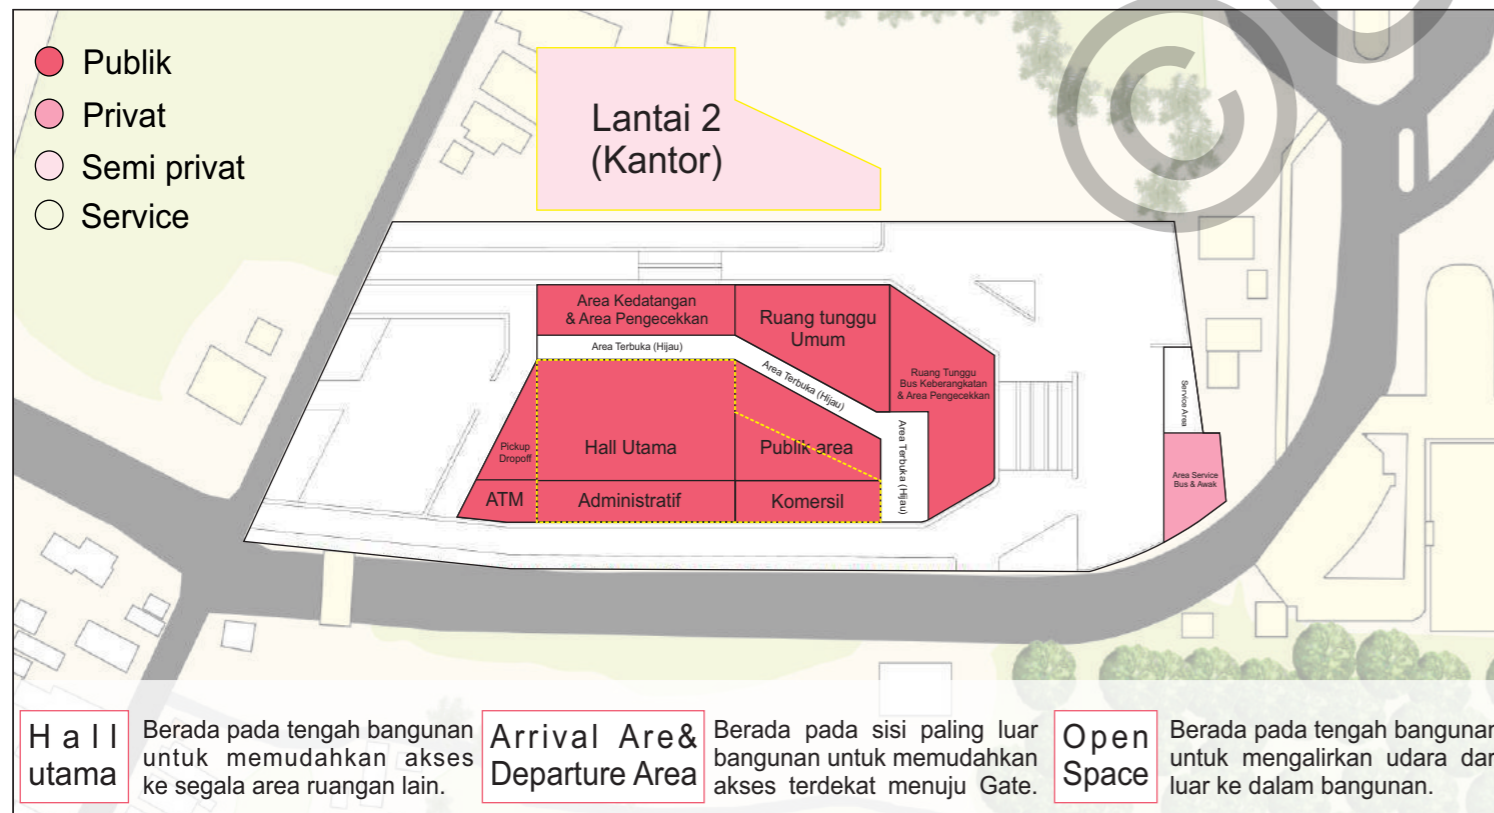 Publik
Privat
Semi privat
Service
Lantai 2
(Kantor)
Area Kedatangan
& Area Pengecekkan
Ruang tunggu
Umum
Area Terbuka (Hijau)
Area Terbuka (Hijau)
Ruang Tunggu
Bus Keberangkatan
& Area Pengecekkan
Service Area
Pickup
Dropoff
Hall Utama
Publik area
Area Terbuka (Hijau)
Area Service
Bus & Awak
ATM
Administratif
Komersil
Hall
utama
Berada pada tengah bangunan
untuk memudahkan akses
ke segala area ruangan lain.
Arrival Are&
Departure Area
Berada pada sisi paling luar
bangunan untuk memudahkan
akses terdekat menuju Gate.
Open
Space
Berada pada tengah bangunan
untuk mengalirkan udara dar
luar ke dalam bangunan.